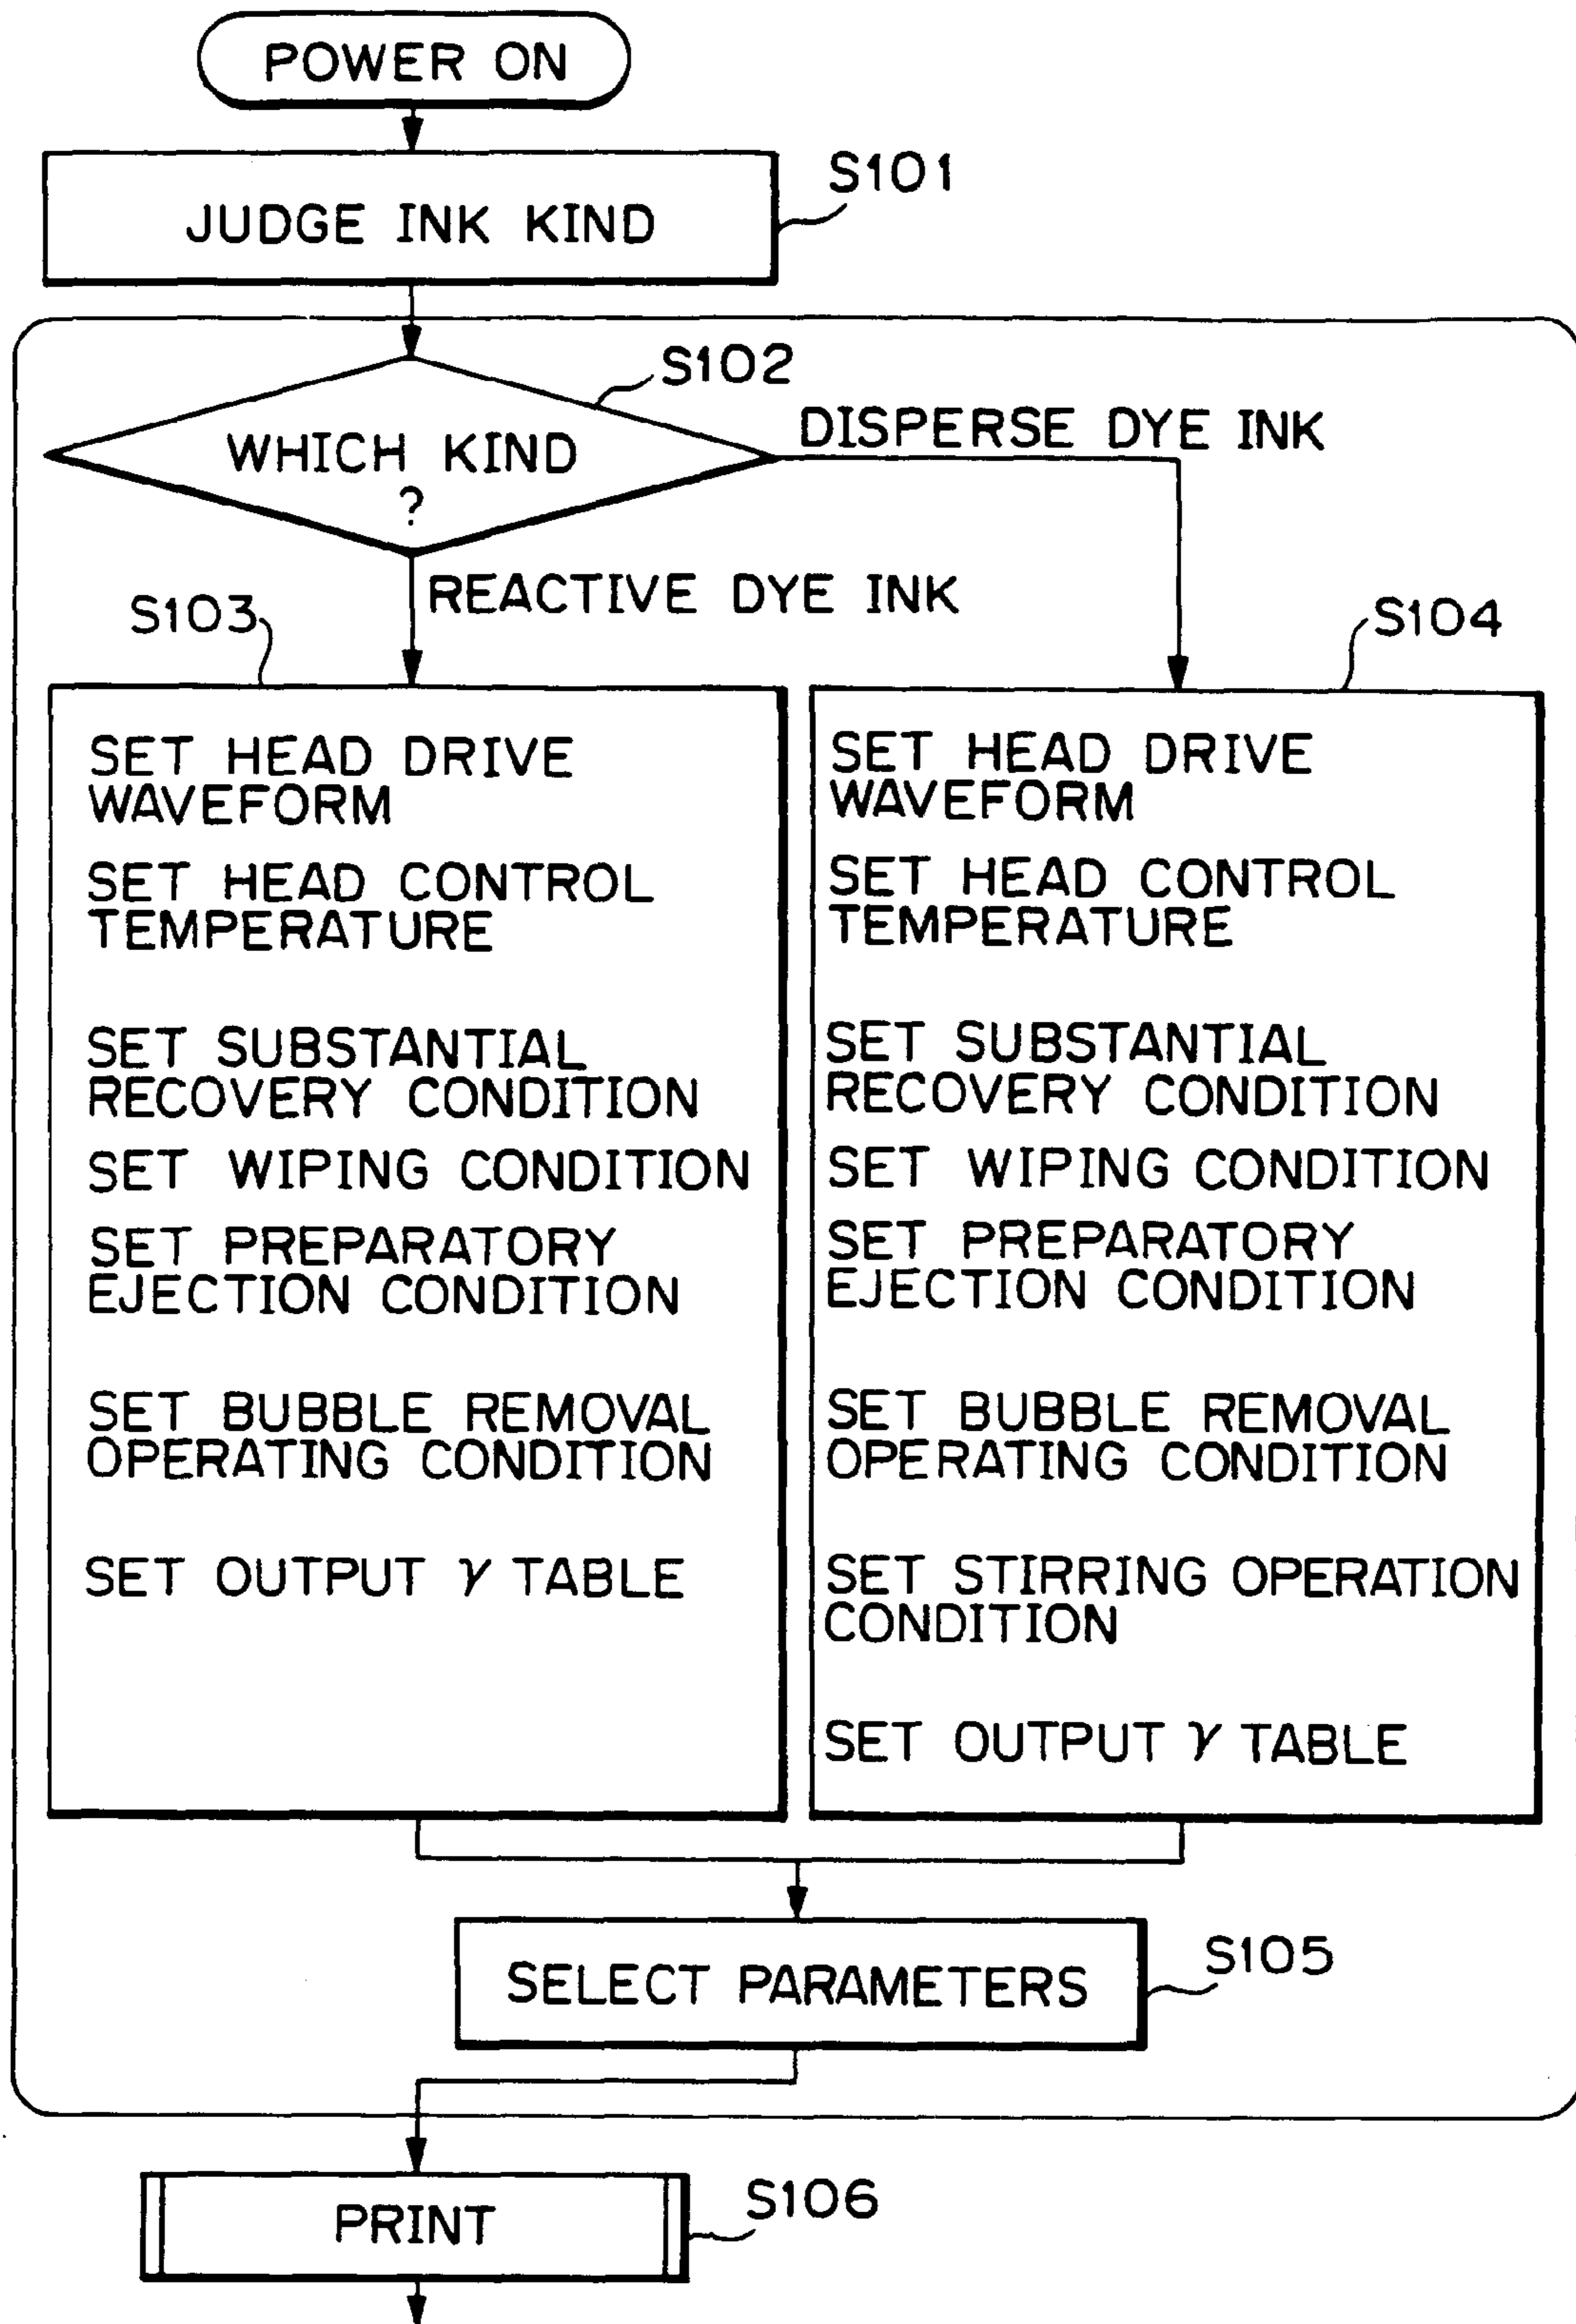 POWER ON
S101
JUDGE INK KIND
S102
WHICH KIND
?
DISPERSE DYE INK
REACTIVE DYE INK
S103
SET HEAD DRIVE
WAVEFORM
SET HEAD CONTROL
TEMPERATURE
SET SUBSTANTIAL
RECOVERY CONDITION
SET WIPING CONDITION
SET PREPARATORY
EJECTION CONDITION
SET BUBBLE REMOVAL
OPERATING CONDITION
SET OUTPUT γ TABLE
S104
SET HEAD DRIVE
WAVEFORM
SET HEAD CONTROL
TEMPERATURE
SET SUBSTANTIAL
RECOVERY CONDITION
SET WIPING CONDITION
SET PREPARATORY
EJECTION CONDITION
SET BUBBLE REMOVAL
OPERATING CONDITION
SET STIRRING OPERATION
CONDITION
SET OUTPUT γ TABLE
SELECT PARAMETERS
S105
PRINT
S106